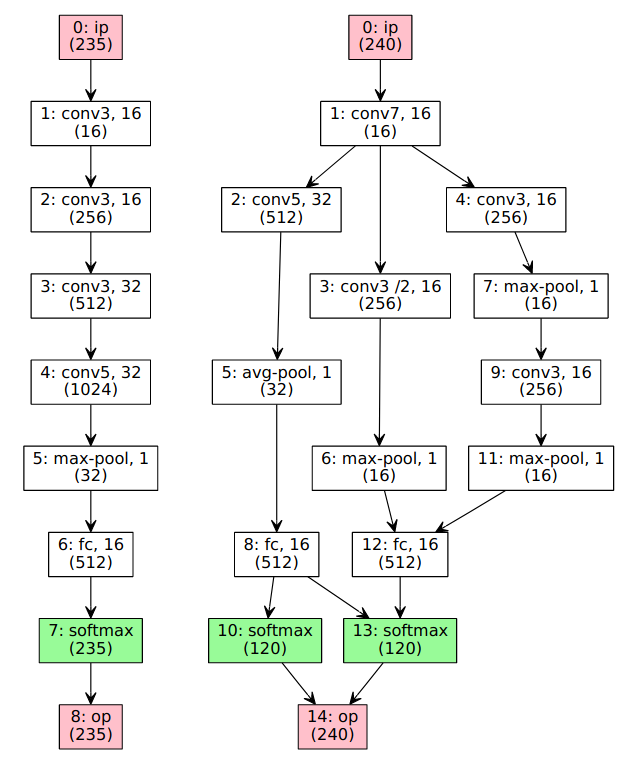 0: ip
(235)
1: conv3, 16
(16)
2: conv3, 16
(256)
3: conv3, 32
(512)
4: conv5, 32
(1024)
5: max-pool, 1
(32)
6: fc, 16
(512)
7: softmax
(235)
8: op
(235)
0: ip
(240)
1: conv7, 16
(16)
2: conv5, 32
(512)
4: conv3, 16
(256)
3: conv3 /2, 16
(256)
7: max-pool, 1
(16)
5: avg-pool, 1
(32)
9: conv3, 16
(256)
6: max-pool, 1
(16)
11: max-pool, 1
(16)
8: fc, 16
(512)
12: fc, 16
(512)
10: softmax
(120)
13: softmax
(120)
14: op
(240)